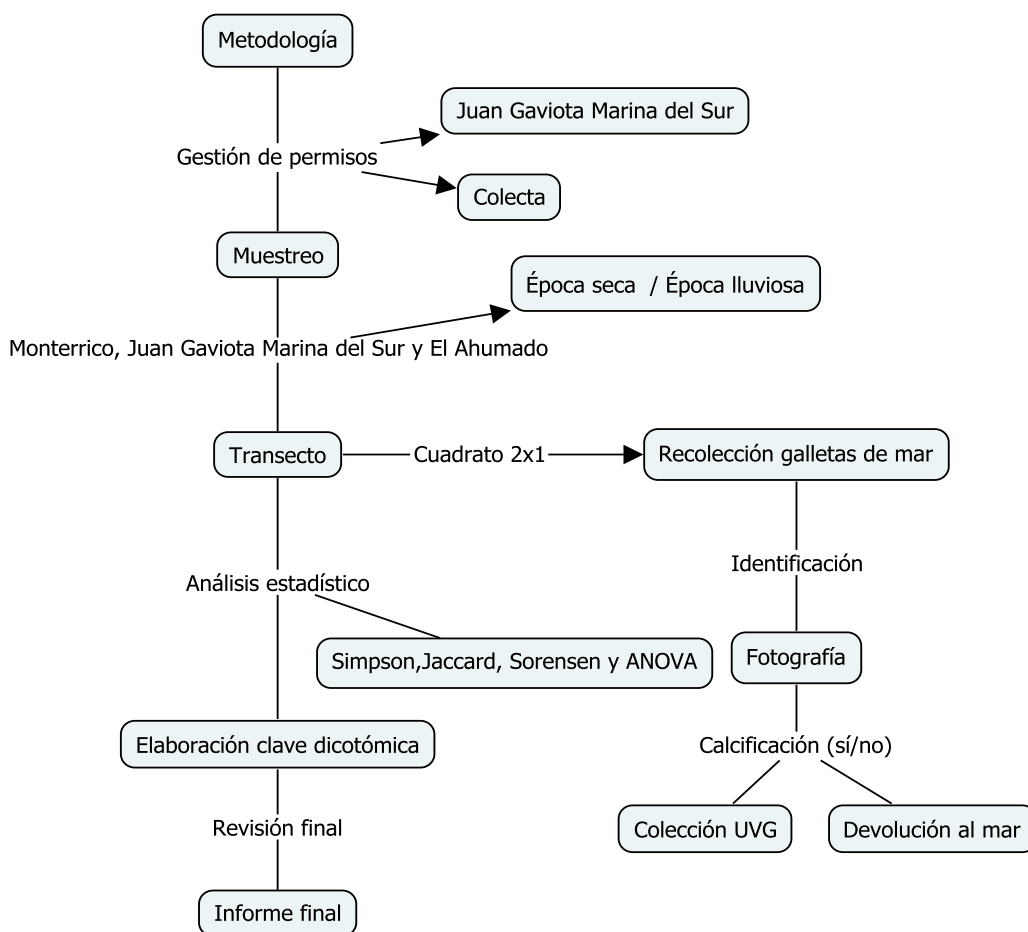 Metodología
Juan Gaviota Marina del Sur
Gestión de permisos
Colecta
Muestreo
Época seca / Época lluviosa
Monterrico, Juan Gaviota Marina del Sur y El Ahumado
Transecto
Cuadrato 2x1
Recolección galletas de mar
Identificación
Análisis estadístico
Simpson,Jaccard, Sorensen y ANOVA
Fotografía
Elaboración clave dicotómica
Calcificación (sí/no)
Revisión final
Colección UVG
Devolución al mar
Informe final